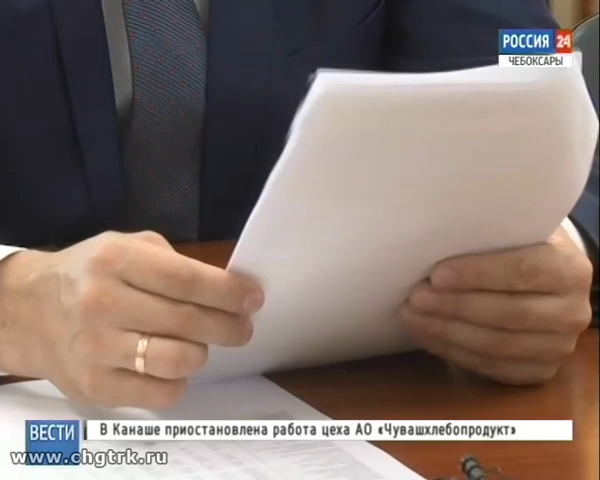 РОССИЯ 24
ЧЕБОКСАРЫ
ВЕСТИ
В Канаше приостановлена работа цеха АО «Чувашхлебопродукт»
www.chgtrk.ru